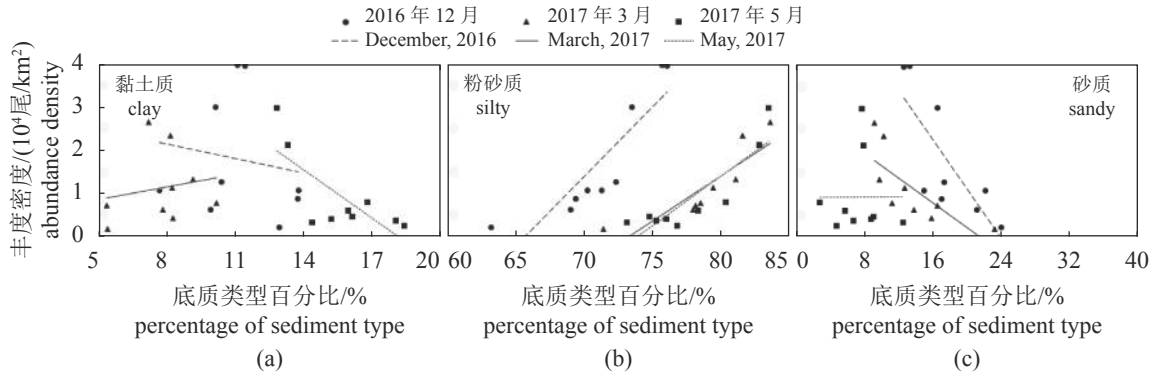 2016 年 12 月 2017 年 3 月 2017 年 5 月
December, 2016 March, 2017 May, 2017
丰度密度/(10⁴尾/km²)
abundance density
4
3
2
1
0
黏土质
clay
粉砂质
silty
砂质
sandy
5 8 11 14 17 20
60 65 70 75 80 85
0 8 16 24 32 40
底质类型百分比/% 底质类型百分比/% 底质类型百分比/%
percentage of sediment type percentage of sediment type percentage of sediment type
(a) (b) (c)